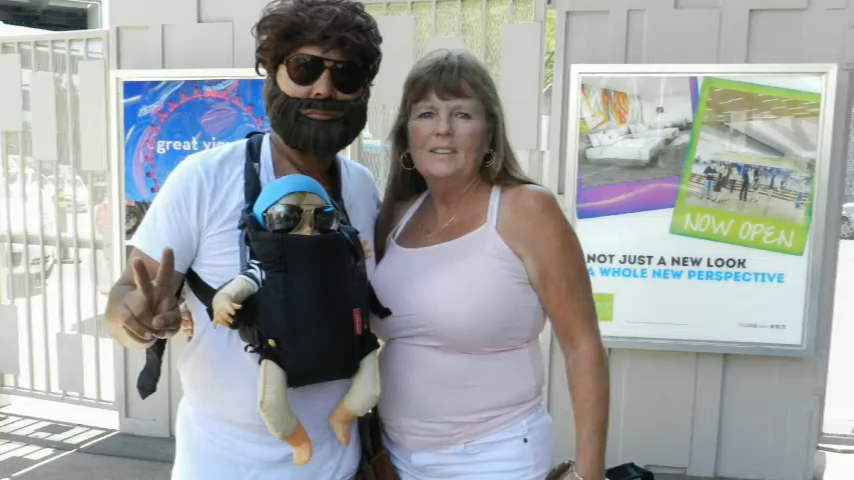 great vi
NOW OPEN
NOT JUST A NEW LOOK
A WHOLE NEW PERSPECTIVE